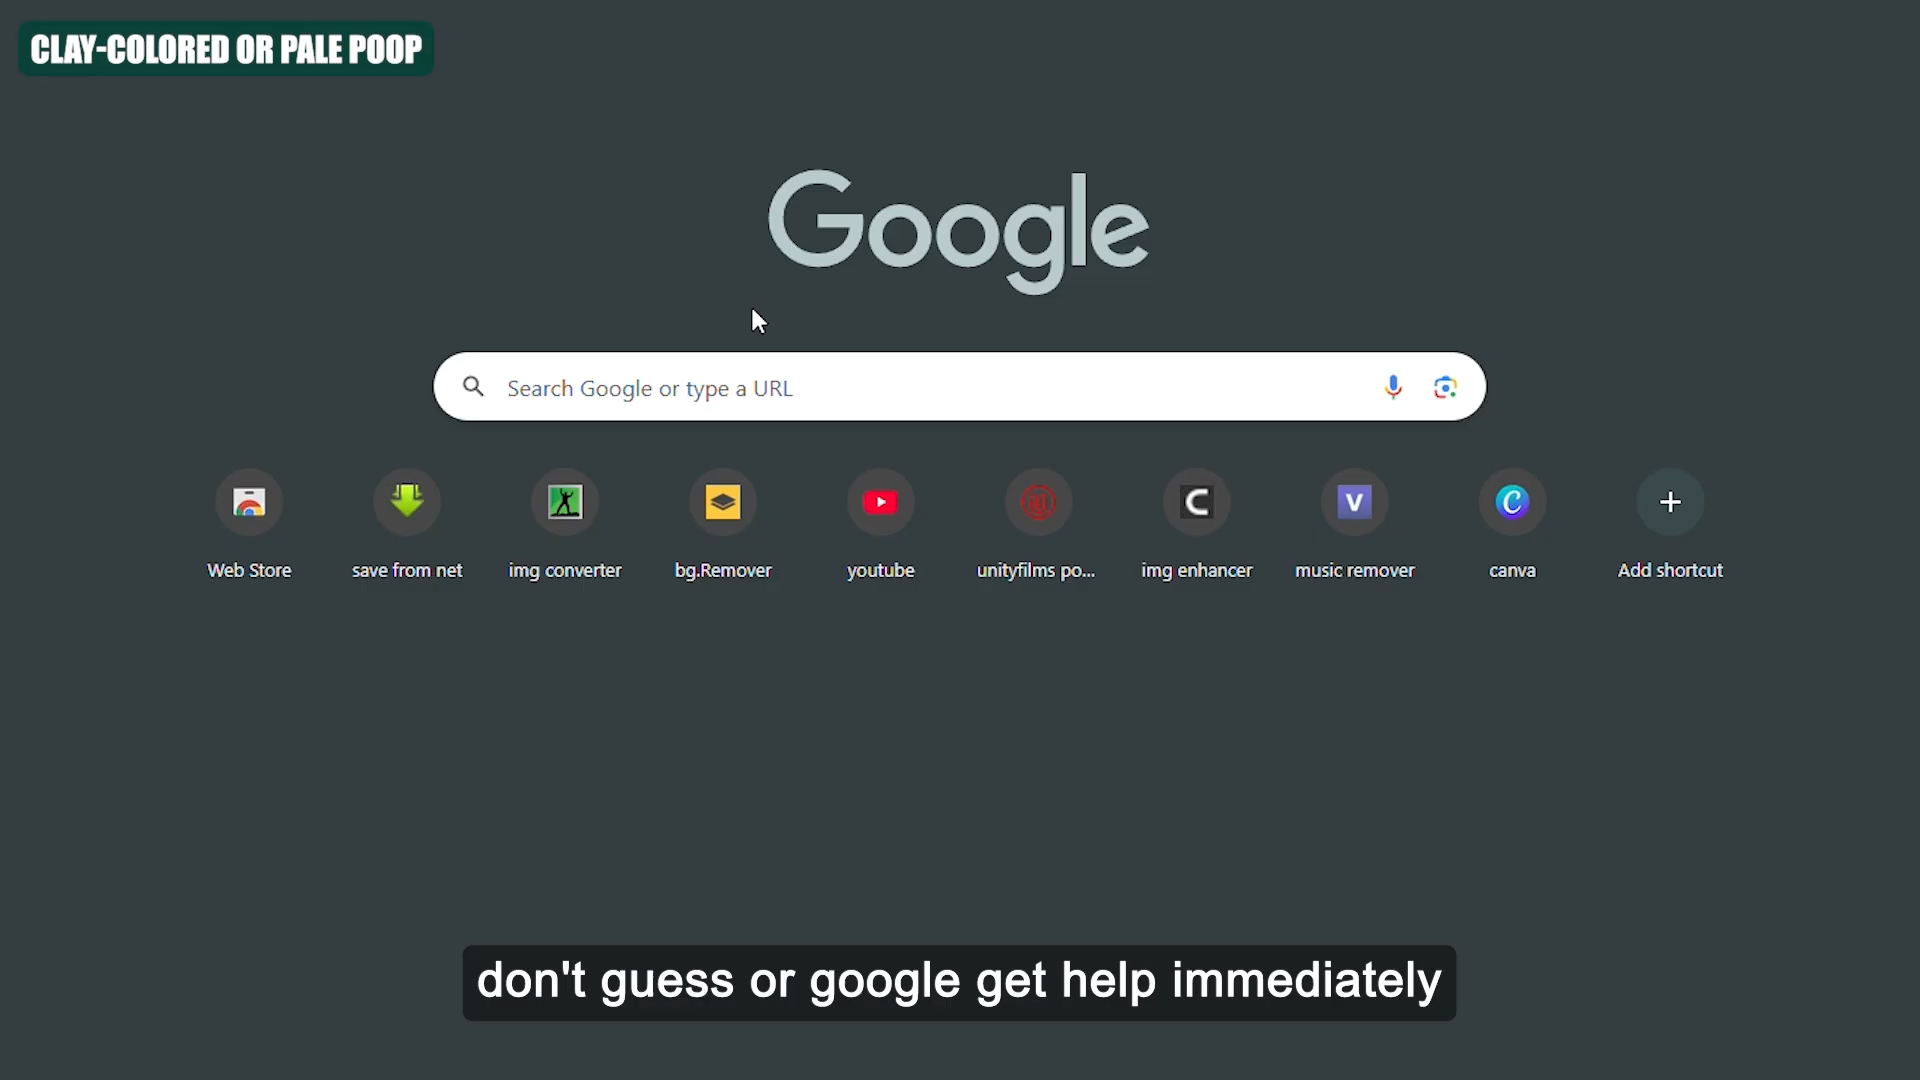 CLAY-COLORED OR PALE POOP
Google
Search Google or type a URL
Web Store
save from net
img converter
bg.Remover
youtube
unityfilms po...
img enhancer
music remover
canva
Add shortcut
don't guess or google get help immediately